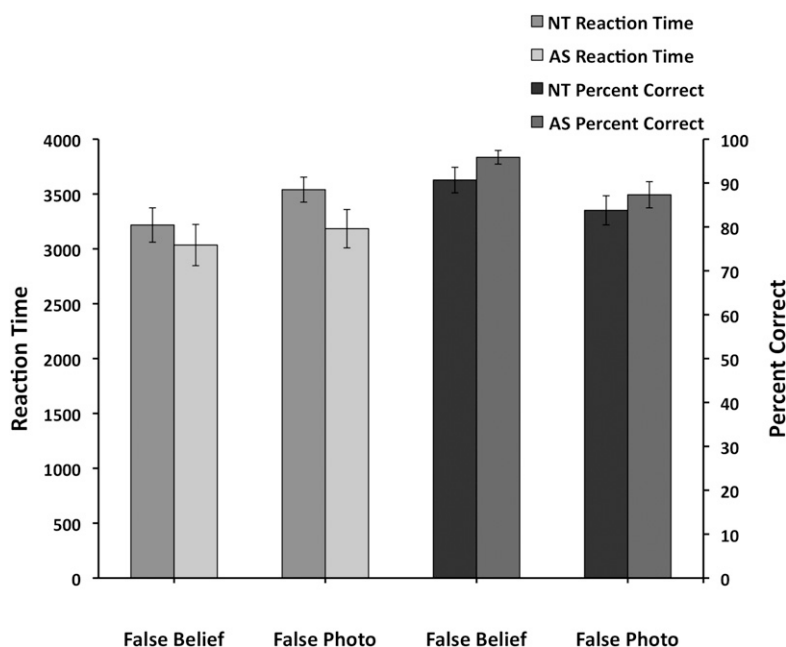 NT Reaction Time
AS Reaction Time
NT Percent Correct
AS Percent Correct
4000
3500
3000
2500
2000
1500
1000
500
0
Reaction Time
100
90
80
70
60
50
40
30
20
10
0
Percent Correct
False Belief
False Photo
False Belief
False Photo